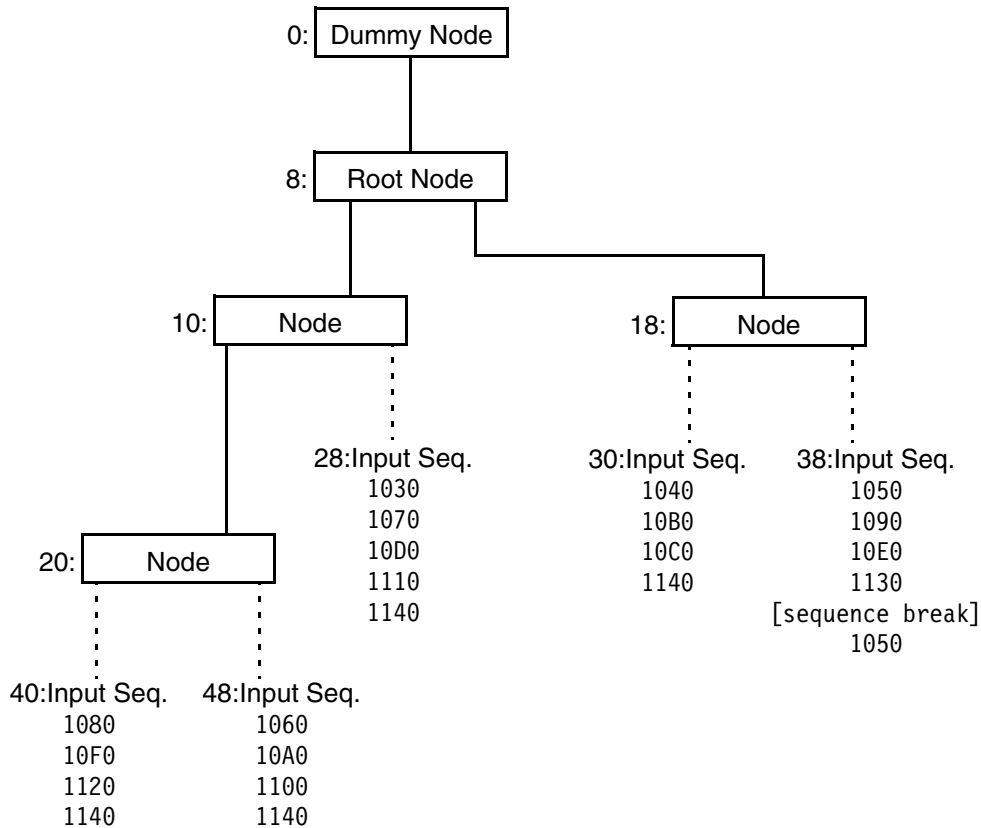 0: Dummy Node
8: Root Node
10: Node
18: Node
28:Input Seq.
1030
1070
10D0
1110
1140
30:Input Seq.
1040
10B0
10C0
1140
38:Input Seq.
1050
1090
10E0
1130
[sequence break]
1050
20: Node
40:Input Seq.
1080
10F0
1120
1140
48:Input Seq.
1060
10A0
1100
1140